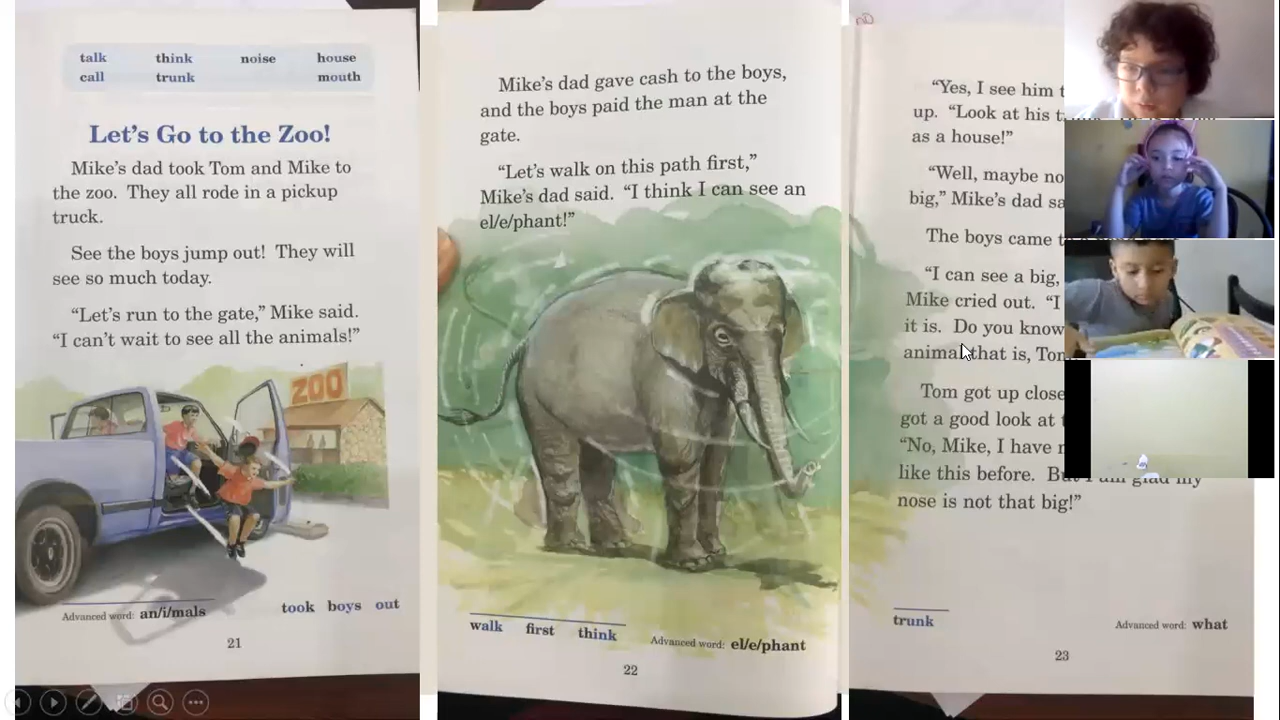 talk think noise house
call trunk mouth
Let's Go to the Zoo!
Mike's dad took Tom and Mike to
the zoo. They all rode in a pickup
truck.
See the boys jump out! They will
see so much today.
"Let's run to the gate," Mike said.
"I can't wait to see all the animals!"
ZOO
Advanced word: an/i/mals took boys out
21
Mike's dad gave cash to the boys,
and the boys paid the man at the
gate.
"Let's walk on this path first,"
Mike's dad said. "I think I can see an
el/e/phant!"
walk first think Advanced word: el/e/phant
22
"Yes, I see him
up. "Look at his
as a house!"
"Well, maybe
big," Mike's dad
The boys came
"I can see a big,
Mike cried out. "I
it is. Do you know
animal that is,
Tom got up close
got a good look at
"No, Mike, I have
like this before. But I am glad my
nose is not that big!"
trunk Advanced word: what
23